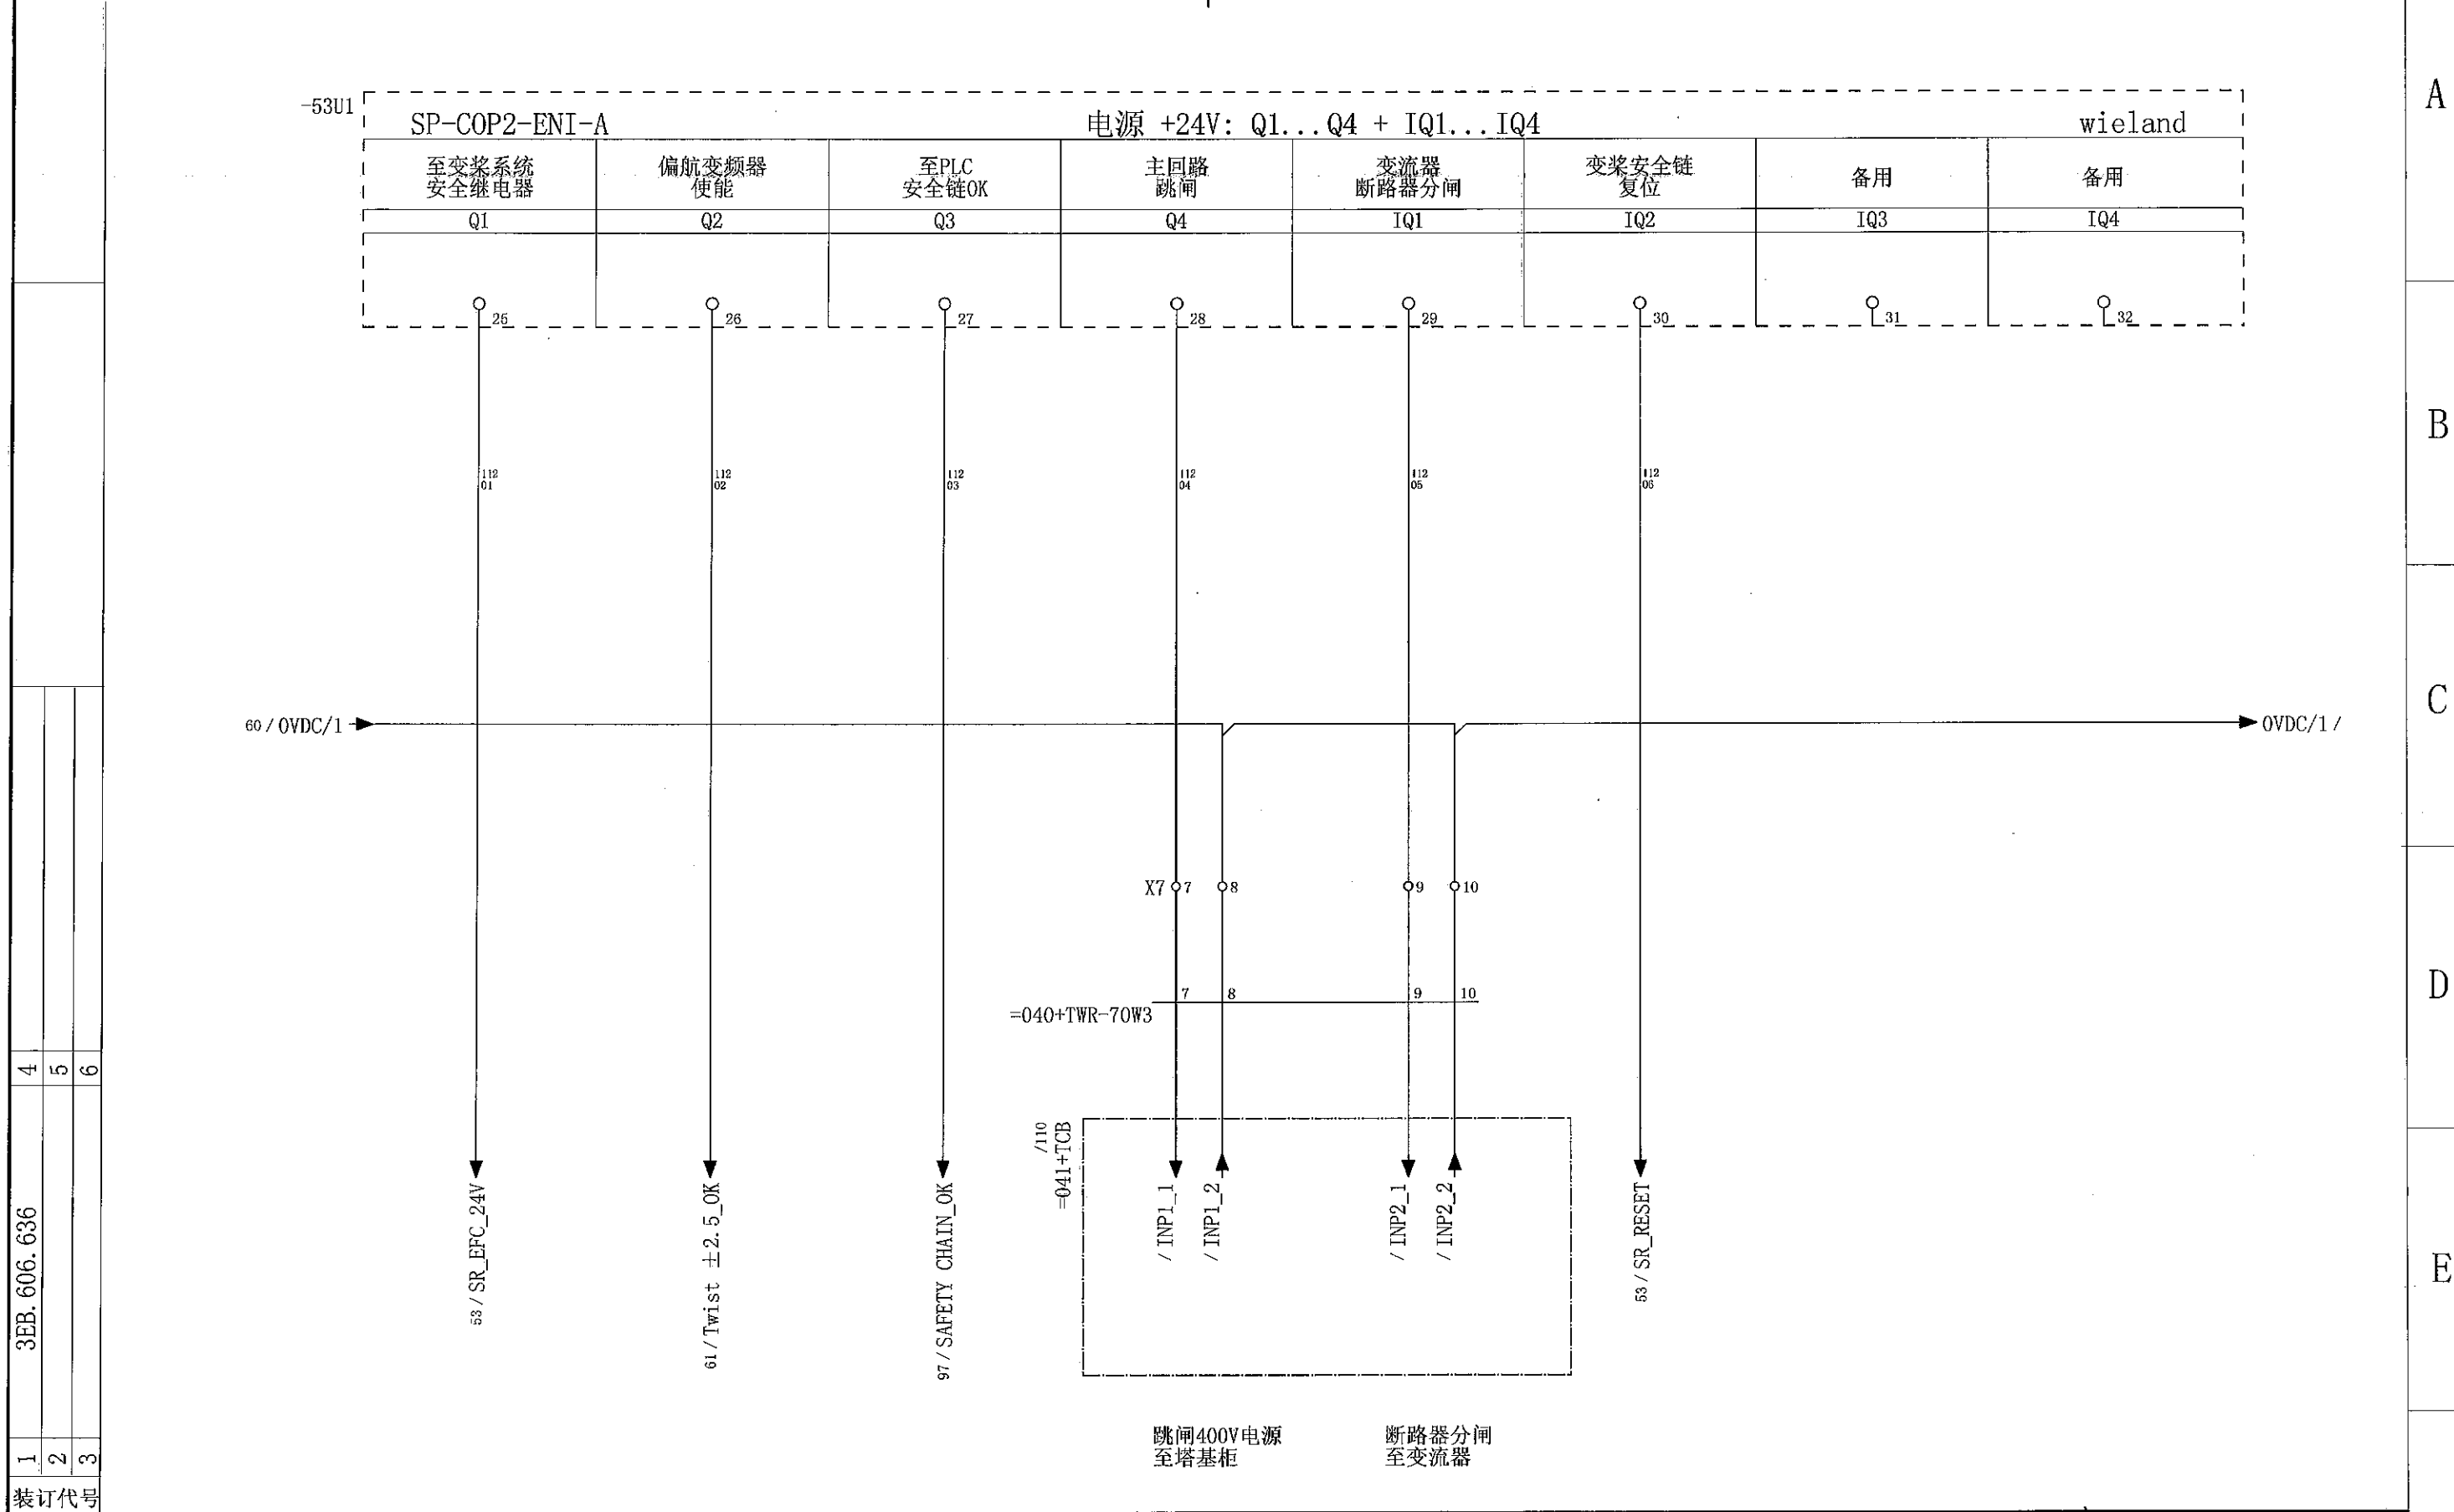 A
-53U1
SP-COP2-ENI-A
电源 +24V: Q1...Q4 + IQ1...IQ4
wieland
至变桨系统
安全继电器
偏航变频器
使能
至PLC
安全链OK
主回路
跳闸
变流器
断路器分闸
变桨安全链
复位
备用
备用
Q1
Q2
Q3
Q4
IQ1
IQ2
IQ3
IQ4
25
26
27
28
29
30
31
32
B
112
01
112
02
112
03
112
04
112
05
112
06
C
60/0VDC/1
0VDC/1/
X7
7
8
9
10
D
7
8
9
10
=040+TWR-70W3
4
5
6
/110
=041+TCB
53/SR_EFC_24V
61/Twist ±2.5_OK
97/SAFETY CHAIN_OK
/INP1_1
/INP1_2
/INP2_1
/INP2_2
53/SR_RESET
E
3EB.606.636
跳闸400V电源
至塔基柜
断路器分闸
至变流器
1
2
3
装订代号